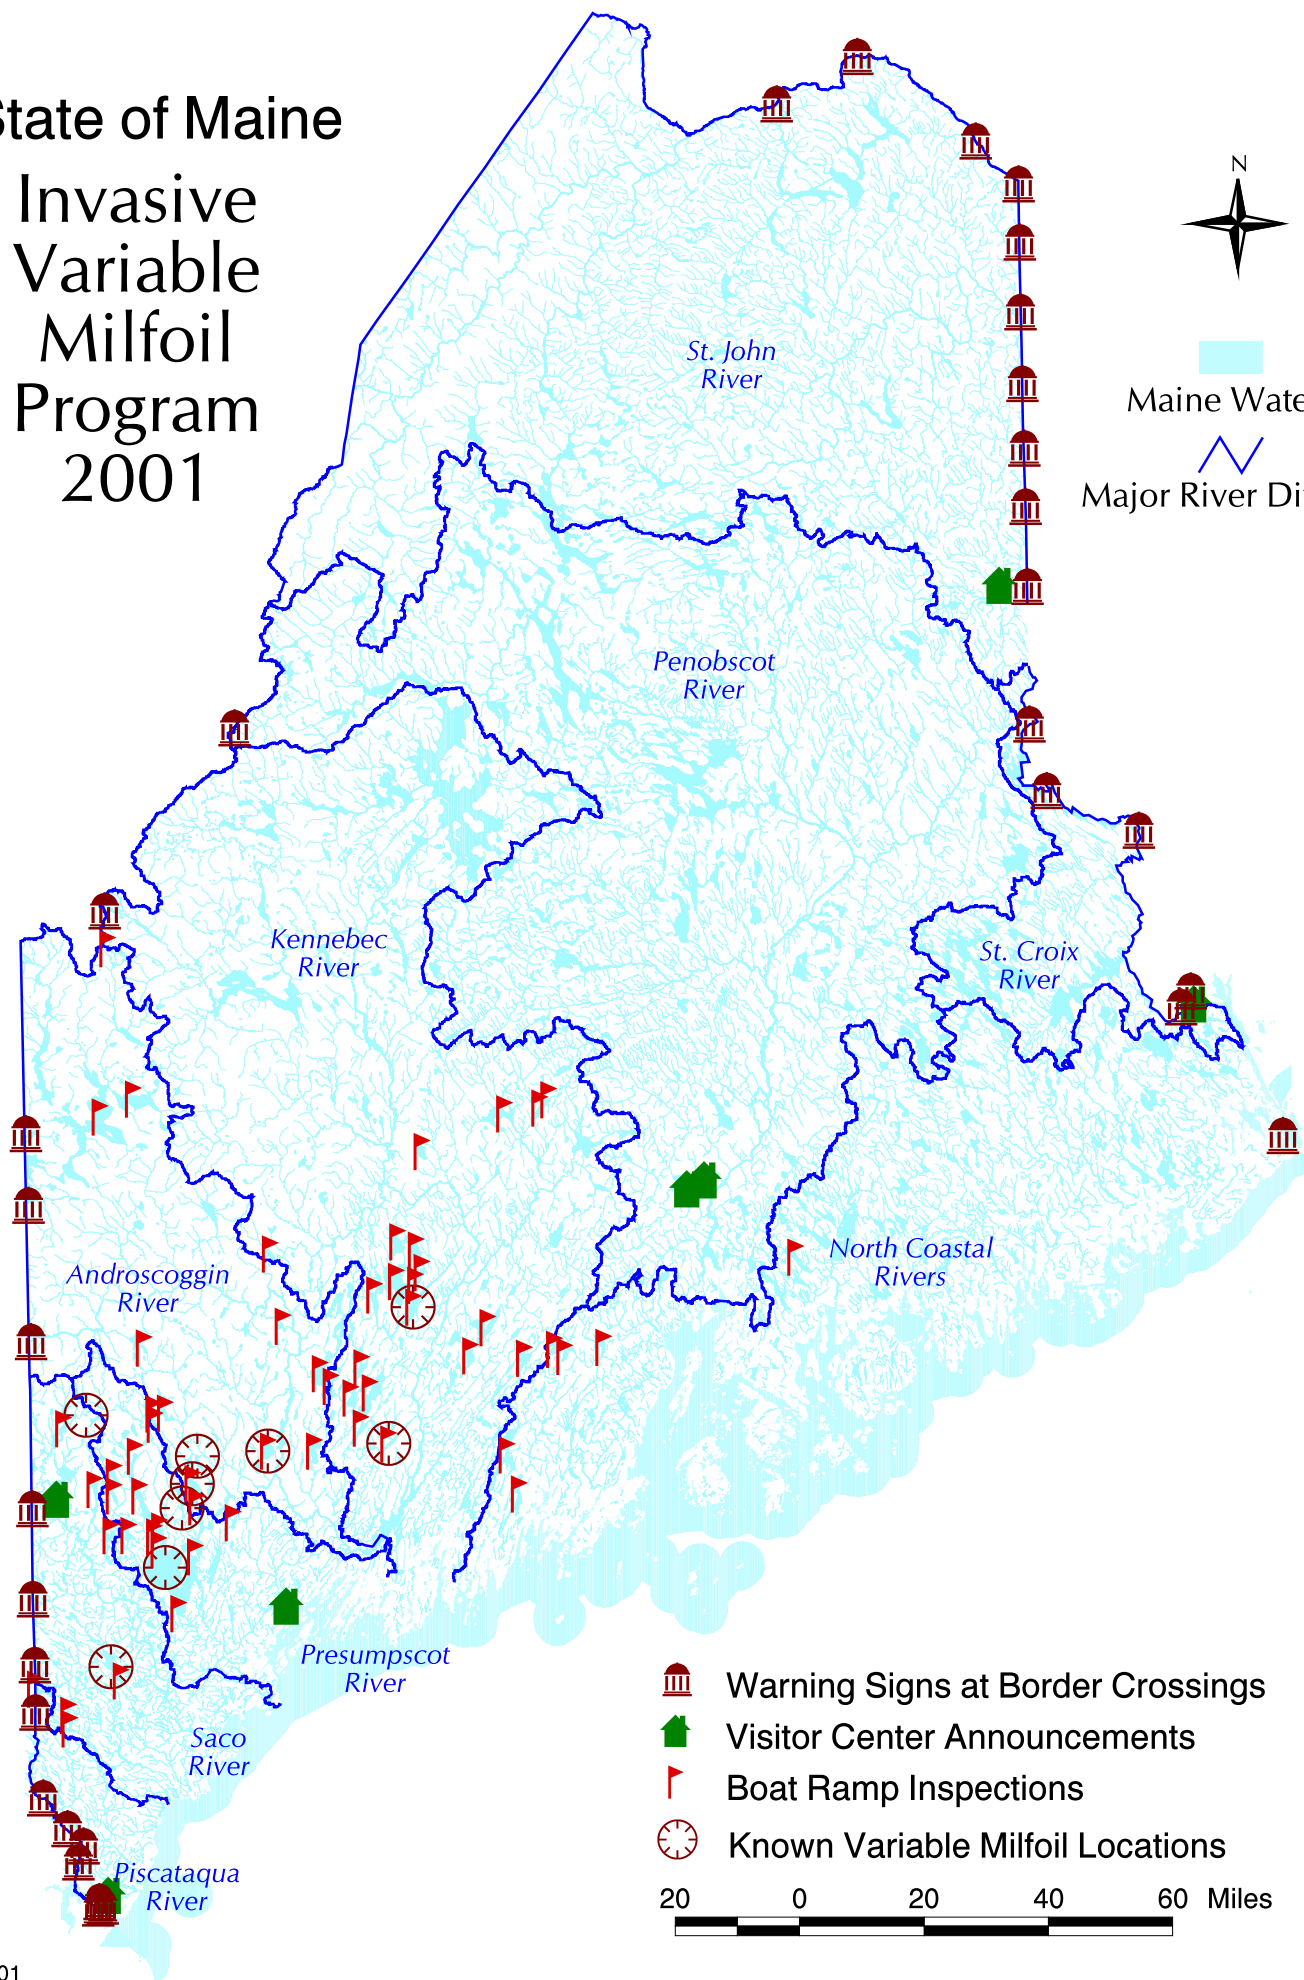 State of Maine
Invasive
Variable
Milfoil
Program
2001
N
Maine Wate
Major River Di
St. John
River
Penobscot
River
Kennebec
River
St. Croix
River
North Coastal
Rivers
Androscoggin
River
Presumpscot
River
Saco
River
Piscataqua
River
Warning Signs at Border Crossings
Visitor Center Announcements
Boat Ramp Inspections
Known Variable Milfoil Locations
20 0 20 40 60 Miles
01